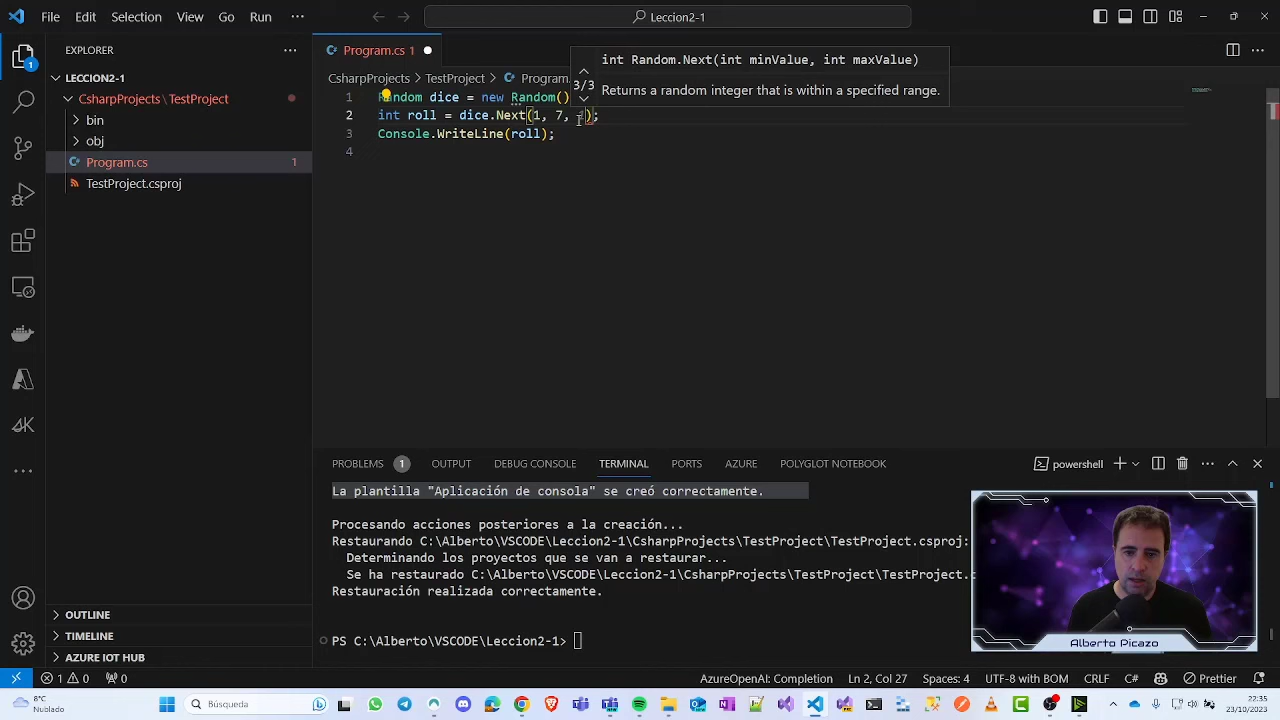 File Edit Selection View Go Run ···
Leccion2-1
EXPLORER
LECCION2-1
CsharpProjects \ TestProject
bin
obj
Program.cs 1
TestProject.csproj
OUTLINE
TIMELINE
AZURE IOT HUB
1
Program.cs 1
CsharpProjects > TestProject > Program.
int Random.Next(int minValue, int maxValue)
3/3
Returns a random integer that is within a specified range.
1 Random dice = new Random()
2 int roll = dice.Next(1, 7, );
3 Console.WriteLine(roll);
4
PROBLEMS 1 OUTPUT DEBUG CONSOLE TERMINAL PORTS AZURE POLYGLOT NOTEBOOK
powershell
La plantilla "Aplicación de consola" se creó correctamente.
Procesando acciones posteriores a la creación...
Restaurando C:\Alberto\VSCODE\Leccion2-1\CsharpProjects\TestProject\TestProject.csproj:
Determinando los proyectos que se van a restaurar...
Se ha restaurado C:\Alberto\VSCODE\Leccion2-1\CsharpProjects\TestProject\TestProject.c
Restauración realizada correctamente.
PS C:\Alberto\VSCODE\Leccion2-1>
Alberto Picazo
1 0 0 AzureOpenAI: Completion Ln 2, Col 27 Spaces: 4 UTF-8 with BOM CRLF C# Prettier
8°C
Nublado
Búsqueda
22:35
23/10/2023